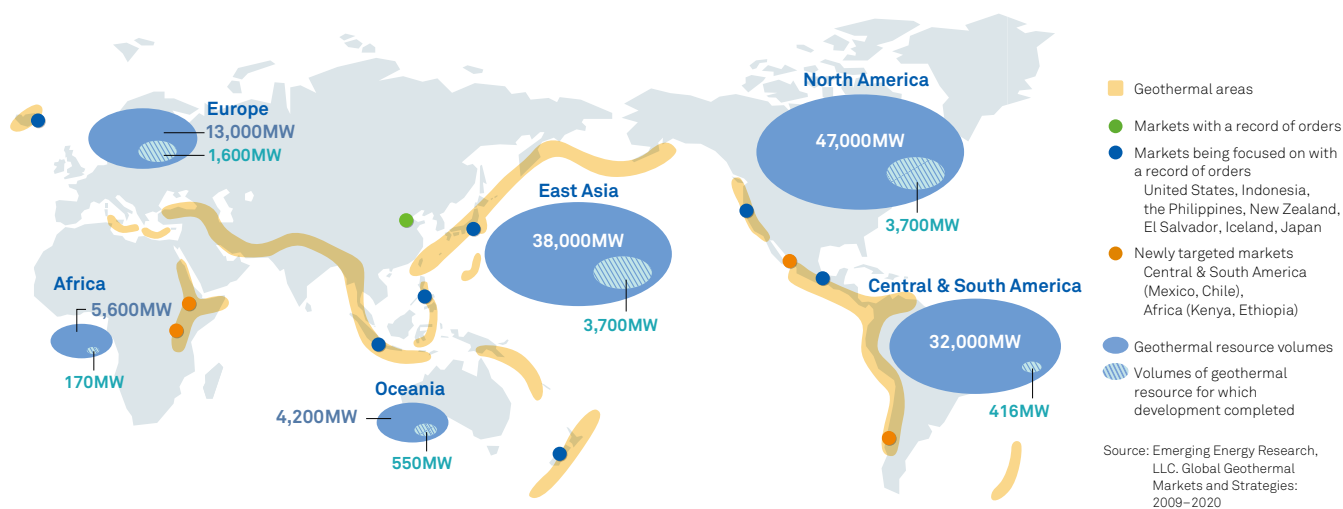 Europe
13,000MW
1,600MW
Africa
5,600MW
170MW
East Asia
38,000MW
3,700MW
Oceania
4,200MW
550MW
North America
47,000MW
3,700MW
Central & South America
32,000MW
416MW
Geothermal areas
Markets with a record of orders
Markets being focused on with
a record of orders
United States, Indonesia,
the Philippines, New Zealand,
El Salvador, Iceland, Japan
Newly targeted markets
Central & South America
(Mexico, Chile),
Africa (Kenya, Ethiopia)
Geothermal resource volumes
Volumes of geothermal
resource for which
development completed
Source: Emerging Energy Research,
LLC. Global Geothermal
Markets and Strategies:
2009–2020